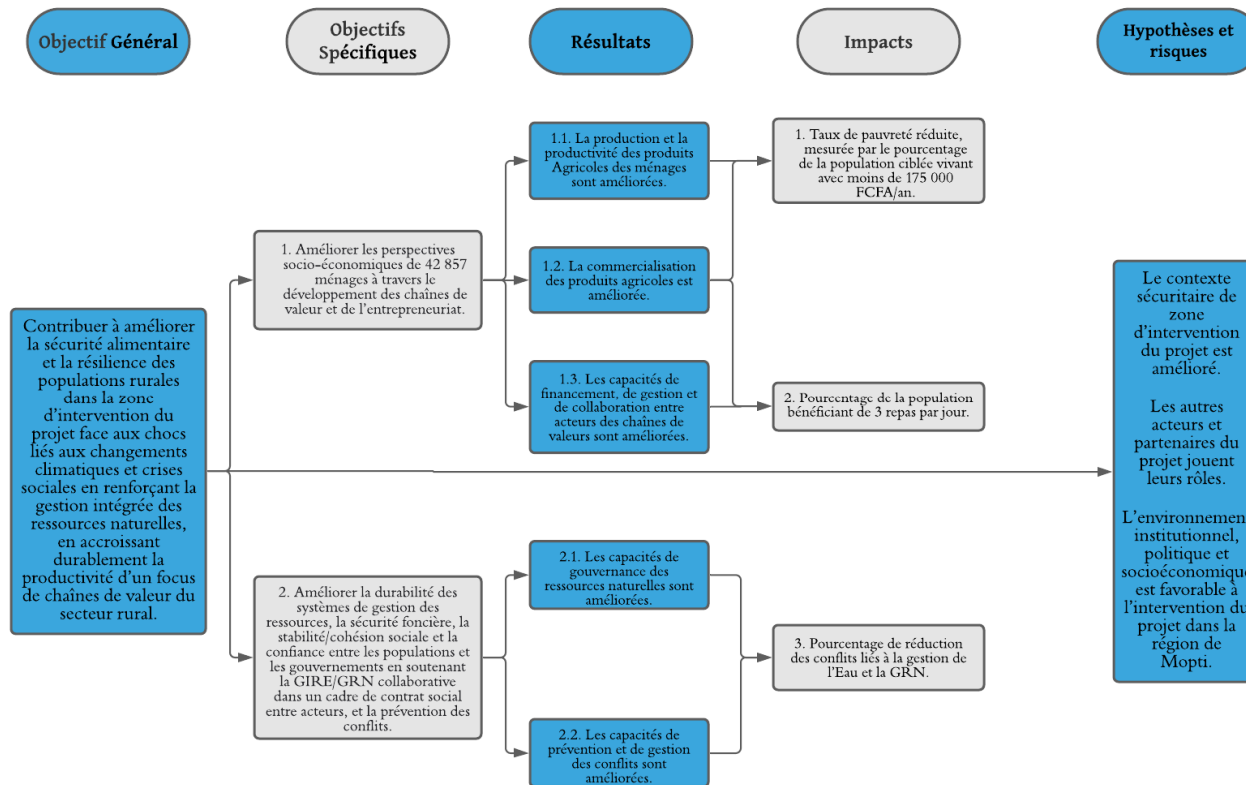 Objectif Général
Objectifs
Spécifiques
Résultats
Impacts
Hypothèses et
risques
Contribuer à améliorer
la sécurité alimentaire
et la résilience des
populations rurales
dans la zone
d'intervention du
projet face aux chocs
liés aux changements
climatiques et crises
sociales en renforçant la
gestion intégrée des
ressources naturelles,
en accroissant
durablement la
productivité d'un focus
de chaînes de valeur du
secteur rural.
1. Améliorer les perspectives
socio-économiques de 42 857
ménages à travers le
développement des chaînes de
valeur et de l'entrepreneuriat.
2. Améliorer la durabilité des
systèmes de gestion des
ressources, la sécurité foncière, la
stabilité/cohésion sociale et la
confiance entre les populations et
les gouvernements en soutenant
la GIRE/GRN collaborative
dans un cadre de contrat social
entre acteurs, et la prévention des
conflits.
1.1. La production et la
productivité des produits
Agricoles des ménages
sont améliorées.
1.2. La commercialisation
des produits agricoles est
améliorée.
1.3. Les capacités de
financement, de gestion et
de collaboration entre
acteurs des chaînes de
valeurs sont améliorées.
2.1. Les capacités de
gouvernance des
ressources naturelles sont
améliorées.
2.2. Les capacités de
prévention et de gestion
des conflits sont
améliorées.
1. Taux de pauvreté réduite,
mesurée par le pourcentage
de la population ciblée vivant
avec moins de 175 000
FCFA/an.
2. Pourcentage de la population
bénéficiant de 3 repas par jour.
3. Pourcentage de réduction
des conflits liés à la gestion de
l'Eau et la GRN.
Le contexte
sécuritaire de
zone
d'intervention
du projet est
amélioré.
Les autres
acteurs et
partenaires du
projet jouent
leurs rôles.
L'environnement
institutionnel,
politique et
socioéconomique
est favorable à
l'intervention du
projet dans la
région de
Mopti.